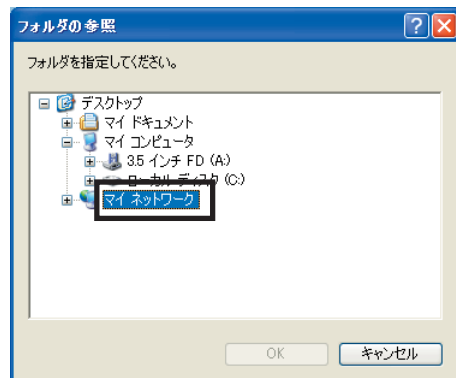 フォルダの参照
フォルダを指定してください。
デスクトップ
マイ ドキュメント
マイ コンピュータ
3.5 インチ FD (A:)
ローカル ディスク (C:)
マイ ネットワーク
OK
キャンセル